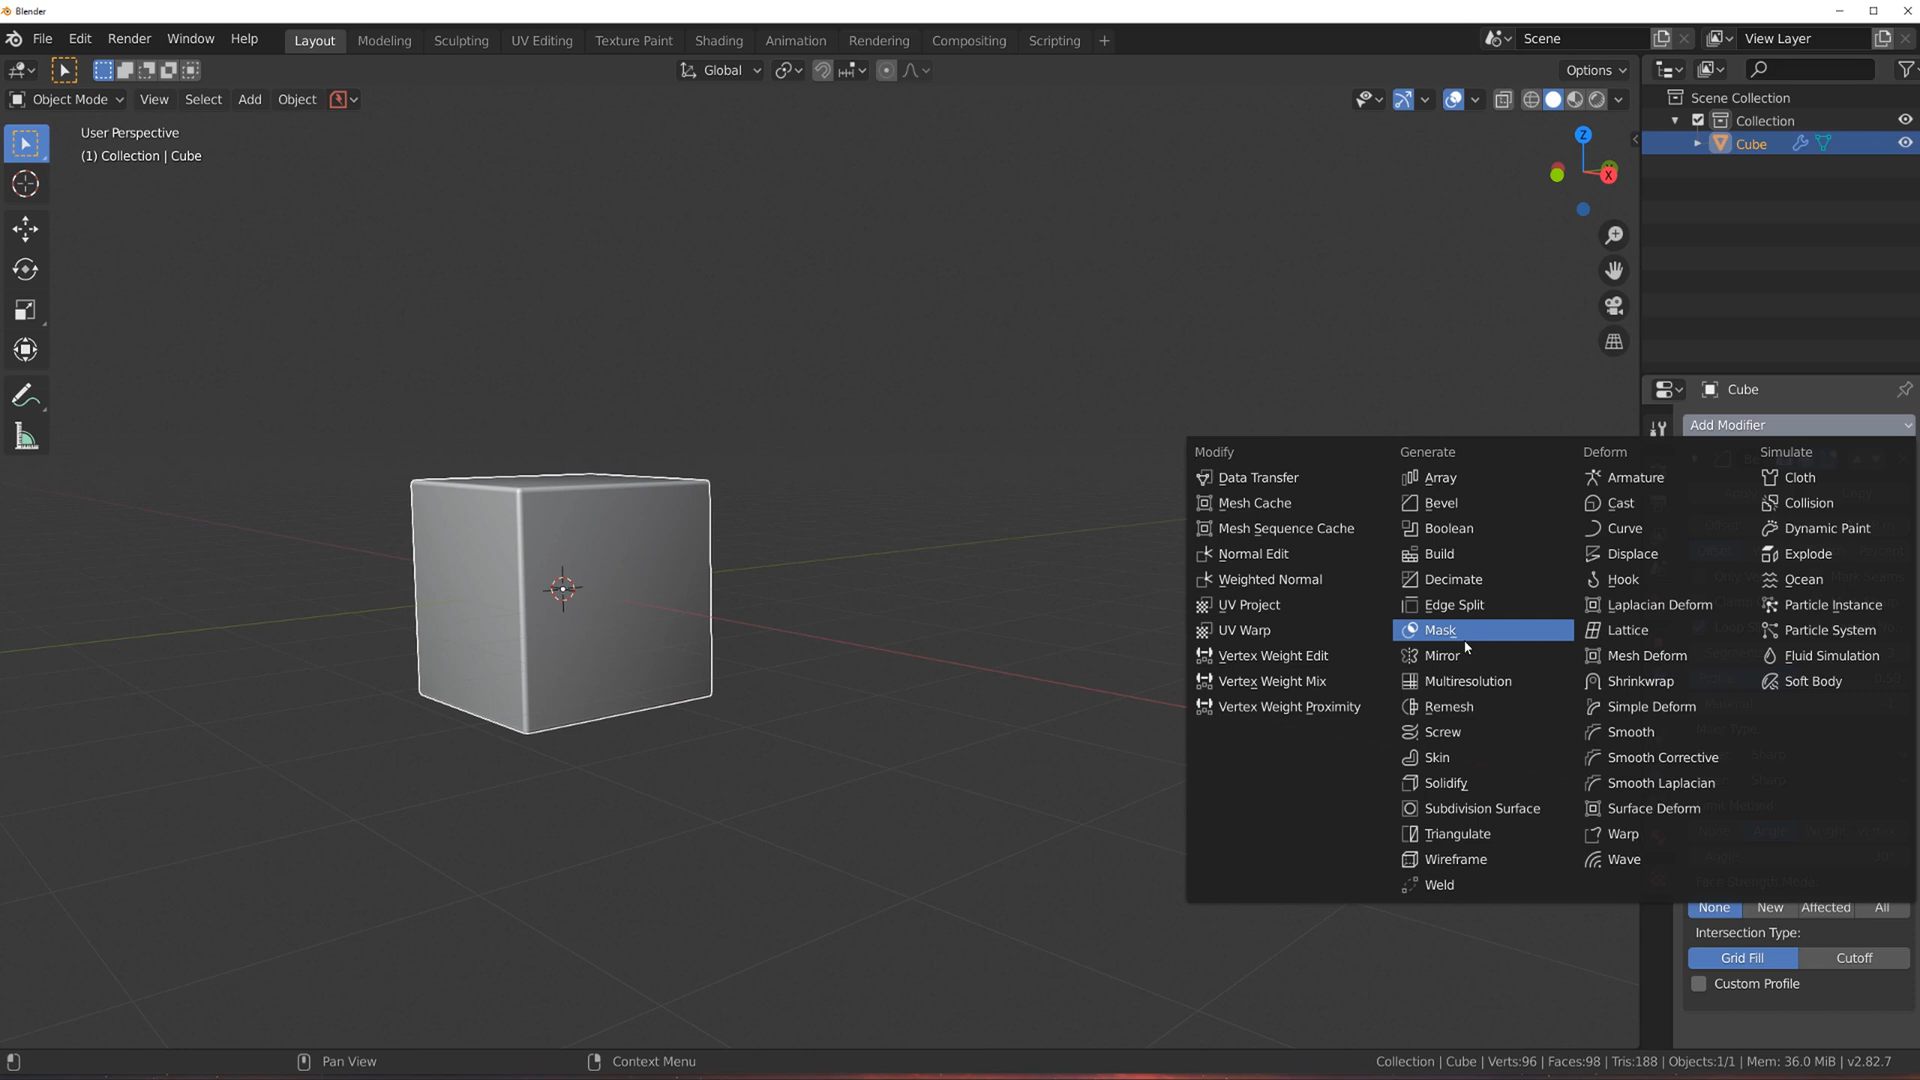 Blender
File Edit Render Window Help
Layout Modeling Sculpting UV Editing Texture Paint Shading Animation Rendering Compositing Scripting +
Scene
View Layer
Global
Options
Object Mode View Select Add Object
User Perspective
(1) Collection | Cube
Z
X
Scene Collection
Collection
Cube
Cube
Add Modifier
Modify
Data Transfer
Mesh Cache
Mesh Sequence Cache
Normal Edit
Weighted Normal
UV Project
UV Warp
Vertex Weight Edit
Vertex Weight Mix
Vertex Weight Proximity
Generate
Array
Bevel
Boolean
Build
Decimate
Edge Split
Mask
Mirror
Multiresolution
Remesh
Screw
Skin
Solidify
Subdivision Surface
Triangulate
Wireframe
Weld
Deform
Armature
Cast
Curve
Displace
Hook
Laplacian Deform
Lattice
Mesh Deform
Shrinkwrap
Simple Deform
Smooth
Smooth Corrective
Smooth Laplacian
Surface Deform
Warp
Wave
Simulate
Cloth
Collision
Dynamic Paint
Explode
Ocean
Particle Instance
Particle System
Fluid Simulation
Soft Body
None New Affected All
Intersection Type:
Grid Fill Cutoff
Custom Profile
Pan View
Context Menu
Collection | Cube | Verts:96 | Faces:98 | Tris:188 | Objects:1/1 | Mem: 36.0 MiB | v2.82.7